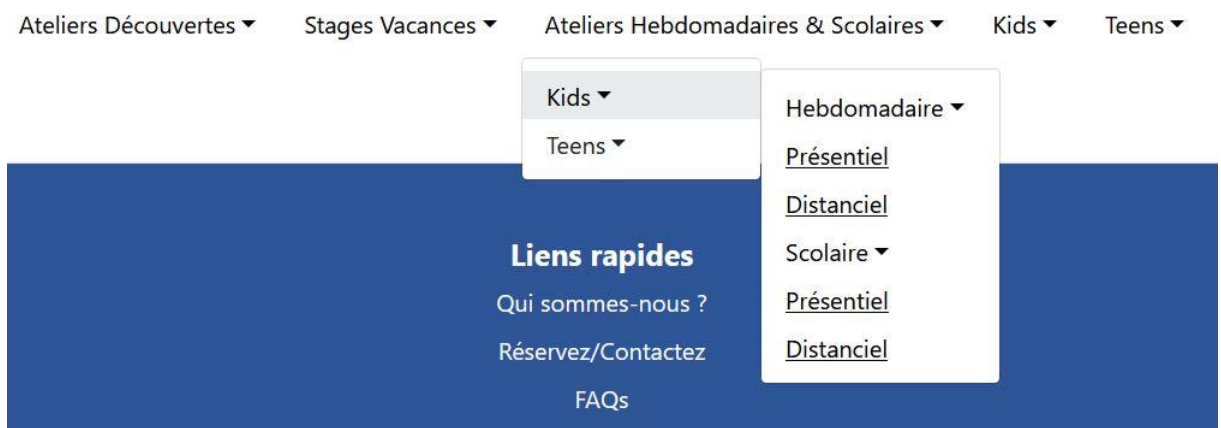 Ateliers Découvertes Stages Vacances Ateliers Hebdomadaires & Scolaires Kids Teens
Kids
Teens
Hebdomadaire
Présentiel
Distanciel
Scolaire
Présentiel
Distanciel
Liens rapides
Qui sommes-nous ?
Réservez/Contactez
FAQs